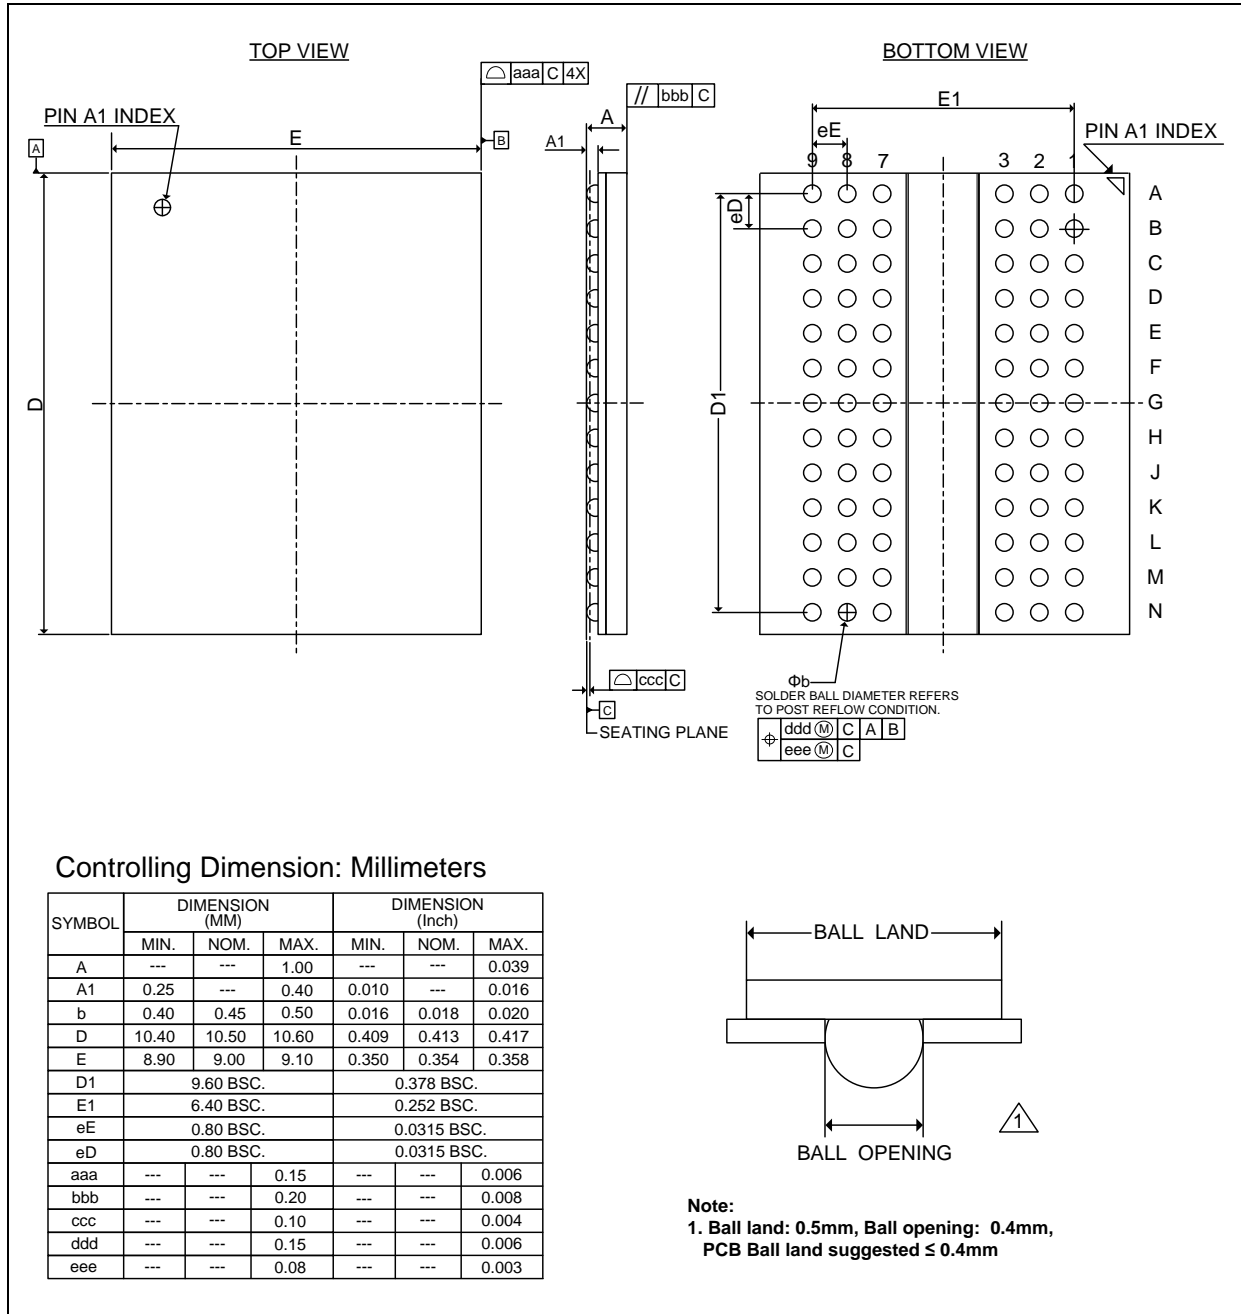 TOP VIEW
BOTTOM VIEW
aaa C 4X
// bbb C
PIN A1 INDEX
E
A
B
A
A1
E1
eE
PIN A1 INDEX
9 8 7 3 2 1
eD
D
D1
A
B
C
D
E
F
G
H
J
K
L
M
N
ccc C
C
SEATING PLANE
Φb
SOLDER BALL DIAMETER REFERS
TO POST REFLOW CONDITION.
ddd M C A B
eee M C
Controlling Dimension: Millimeters
SYMBOL DIMENSION (MM) DIMENSION (Inch)
MIN. NOM. MAX. MIN. NOM. MAX.
A --- --- 1.00 --- --- 0.039
A1 0.25 --- 0.40 0.010 --- 0.016
b 0.40 0.45 0.50 0.016 0.018 0.020
D 10.40 10.50 10.60 0.409 0.413 0.417
E 8.90 9.00 9.10 0.350 0.354 0.358
D1 9.60 BSC. 0.378 BSC.
E1 6.40 BSC. 0.252 BSC.
eE 0.80 BSC. 0.0315 BSC.
eD 0.80 BSC. 0.0315 BSC.
aaa --- --- 0.15 --- --- 0.006
bbb --- --- 0.20 --- --- 0.008
ccc --- --- 0.10 --- --- 0.004
ddd --- --- 0.15 --- --- 0.006
eee --- --- 0.08 --- --- 0.003
BALL LAND
1
BALL OPENING
Note:
1. Ball land: 0.5mm, Ball opening: 0.4mm,
PCB Ball land suggested ≤ 0.4mm